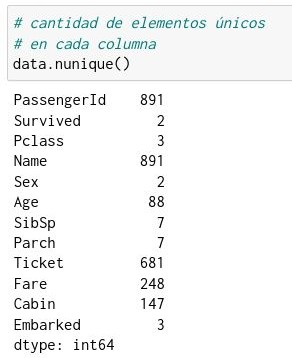 # cantidad de elementos únicos
# en cada columna
data.nunique()
PassengerId 891
Survived 2
Pclass 3
Name 891
Sex 2
Age 88
SibSp 7
Parch 7
Ticket 681
Fare 248
Cabin 147
Embarked 3
dtype: int64